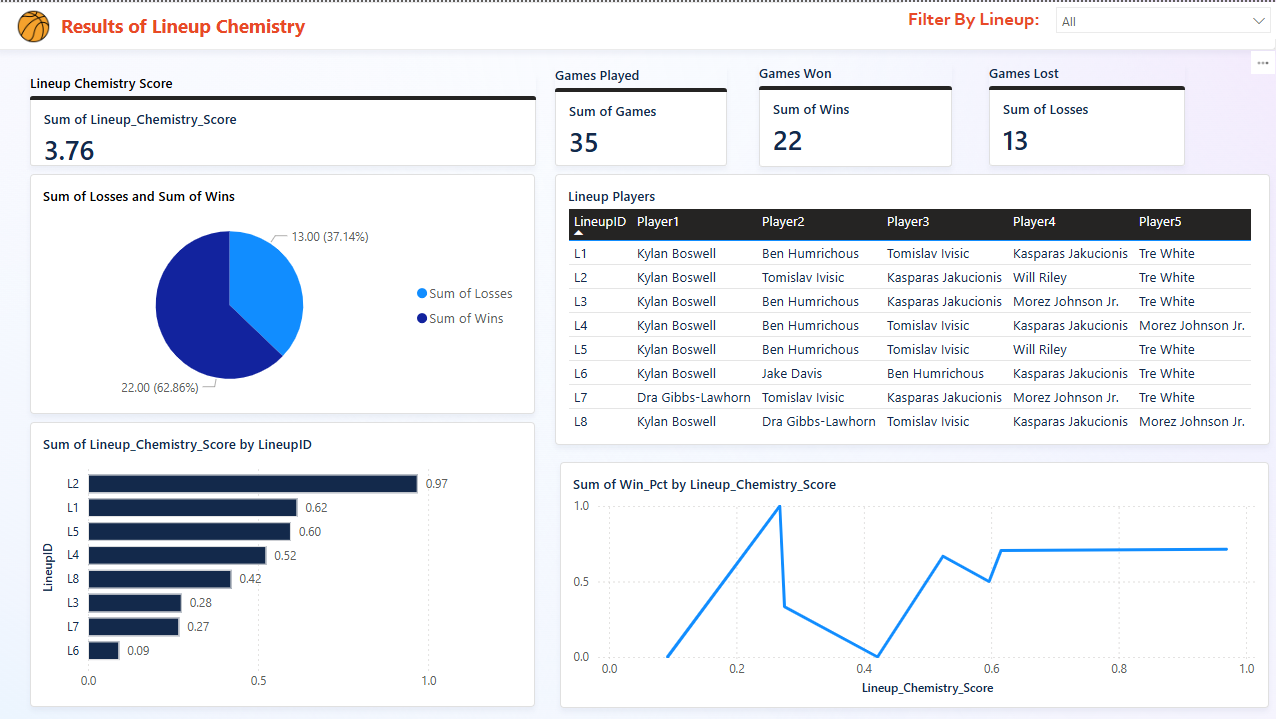 Results of Lineup Chemistry
Filter By Lineup:
All
Lineup Chemistry Score
Sum of Lineup_Chemistry_Score
3.76
Games Played
Sum of Games
35
Games Won
Sum of Wins
22
Games Lost
Sum of Losses
13
Sum of Losses and Sum of Wins
13.00 (37.14%)
22.00 (62.86%)
Sum of Losses
Sum of Wins
Lineup Players
LineupID Player1 Player2 Player3 Player4 Player5
L1 Kylan Boswell Ben Humrichous Tomislav Ivisic Kasparas Jakucionis Tre White
L2 Kylan Boswell Tomislav Ivisic Kasparas Jakucionis Will Riley Tre White
L3 Kylan Boswell Ben Humrichous Kasparas Jakucionis Morez Johnson Jr. Tre White
L4 Kylan Boswell Ben Humrichous Tomislav Ivisic Kasparas Jakucionis Morez Johnson Jr.
L5 Kylan Boswell Ben Humrichous Tomislav Ivisic Will Riley Tre White
L6 Kylan Boswell Jake Davis Ben Humrichous Kasparas Jakucionis Tre White
L7 Dra Gibbs-Lawhorn Tomislav Ivisic Kasparas Jakucionis Morez Johnson Jr. Tre White
L8 Kylan Boswell Dra Gibbs-Lawhorn Tomislav Ivisic Kasparas Jakucionis Morez Johnson Jr.
Sum of Lineup_Chemistry_Score by LineupID
LineupID
L2 0.97
L1 0.62
L5 0.60
L4 0.52
L8 0.42
L3 0.28
L7 0.27
L6 0.09
0.0 0.5 1.0
Sum of Win_Pct by Lineup_Chemistry_Score
1.0
0.5
0.0
0.0 0.2 0.4 0.6 0.8 1.0
Lineup_Chemistry_Score